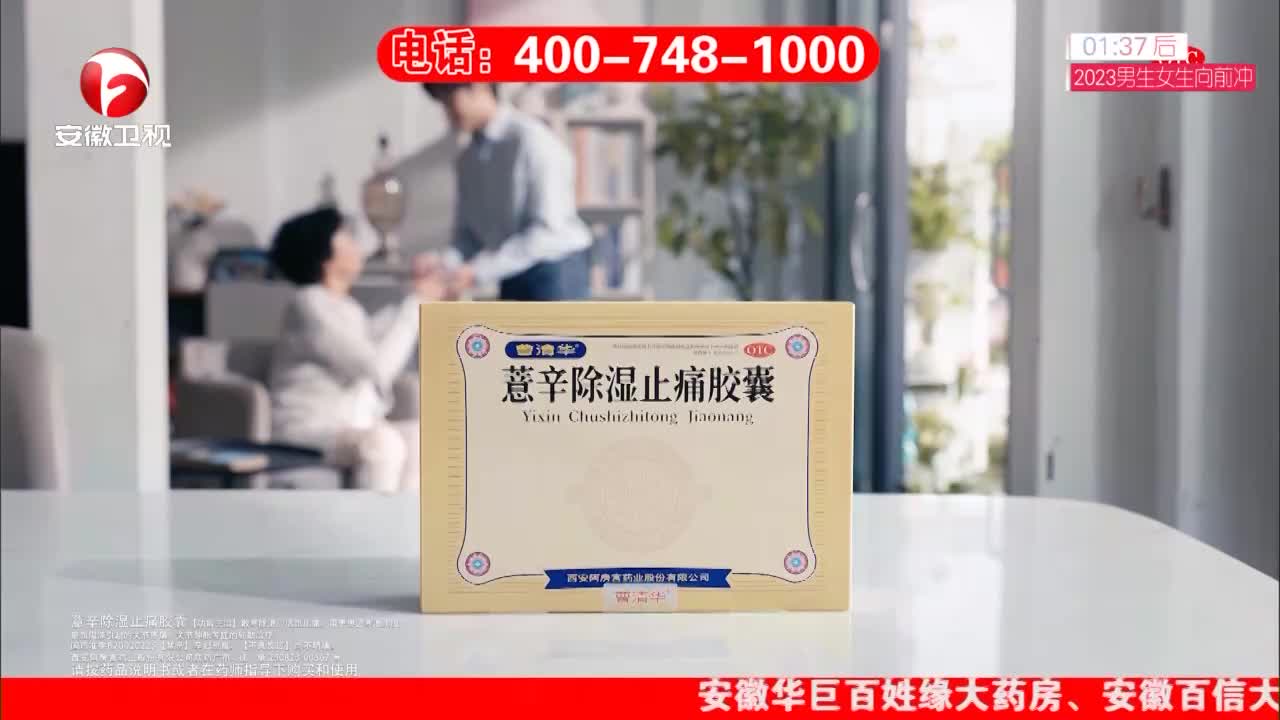 电话：400-748-1000
01:37后
2023男生女生向前冲
安徽卫视
曹清华
OTC
薏辛除湿止痛胶囊
Yixin Chushizhitong Jiaonang
西安阿房宫药业股份有限公司
曹清华
薏辛除湿止痛胶囊
请按药品说明书或者在药师指导下购买和使用
安徽华巨百姓缘大药房、安徽百信大